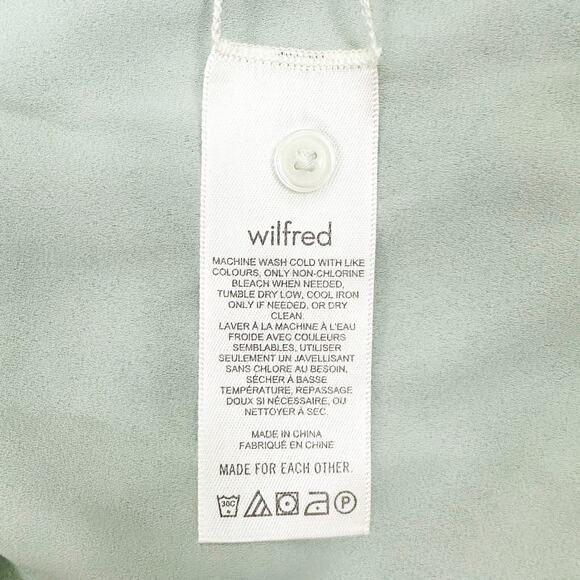 wilfred
MACHINE WASH COLD WITH LIKE
COLOURS, ONLY NON-CHLORINE
BLEACH WHEN NEEDED,
TUMBLE DRY LOW, COOL IRON
ONLY IF NEEDED, OR DRY
CLEAN.
LAVER À LA MACHINE À L'EAU
FROIDE AVEC COULEURS
SEMBLABLES, UTILISER
SEULEMENT UN JAVELLISANT
SANS CHLORE AU BESOIN,
SÉCHER À BASSE
TEMPÉRATURE, REPASSAGE
DOUX SI NÉCESSAIRE, OU
NETTOYER À SEC.
MADE IN CHINA
FABRIQUÉ EN CHINE
MADE FOR EACH OTHER.
30C P